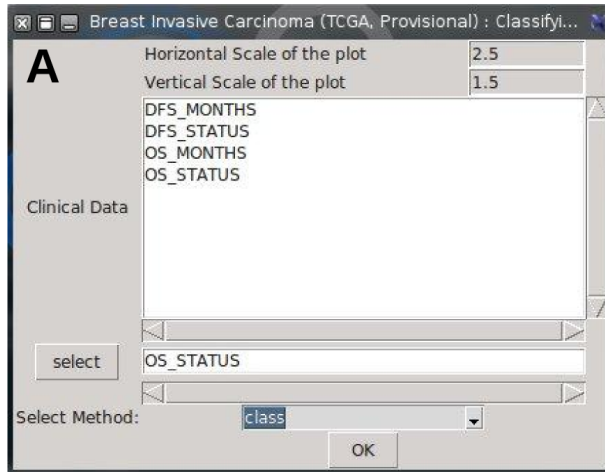 Breast Invasive Carcinoma (TCGA, Provisional) : Classifyi...
A
Horizontal Scale of the plot 2.5
Vertical Scale of the plot 1.5
DFS_MONTHS
DFS_STATUS
OS_MONTHS
OS_STATUS
Clinical Data
select OS_STATUS
Select Method: class
OK